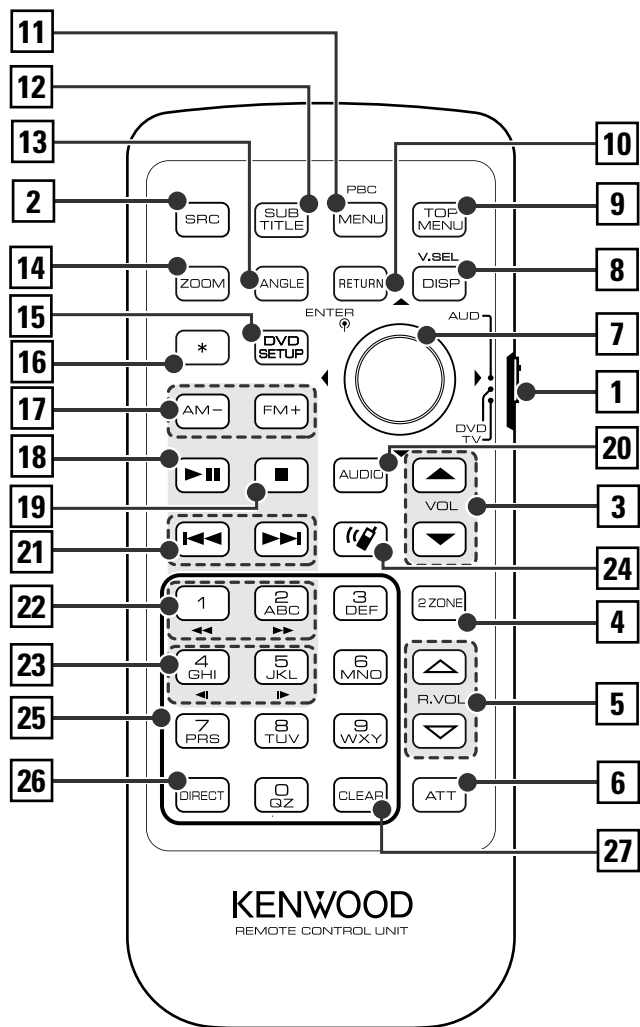 11
12
13
10
PBC
2
SRC
SUB TITLE
MENU
TOP MENU
9
V.SEL
14
ZOOM
ANGLE
RETURN
DISP
8
ENTER
AUD
15
*
DVD SETUP
7
16
1
17
AM–
FM+
DVD
TV
18
►II
■
AUDIO
20
▲
VOL
3
19
▼
21
I◄◄
►►I
24
22
1
2 ABC
3 DEF
2 ZONE
◄◄
►►
4
23
4 GHI
5 JKL
6 MNO
△
◄I
I►
R.VOL
5
25
7 PRS
8 TUV
9 WXY
▽
26
DIRECT
0 QZ
CLEAR
ATT
6
27
KENWOOD
REMOTE CONTROL UNIT